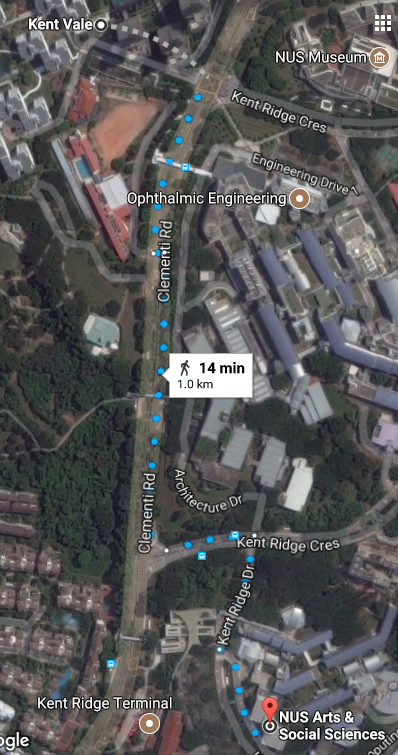 Kent Vale
NUS Museum
Kent Ridge Cres
Engineering Drive 1
Ophthalmic Engineering
Clementi Rd
14 min
1.0 km
Architecture Dr
Clementi Rd
Kent Ridge Cres
Kent Ridge Dr
Kent Ridge Terminal
NUS Arts &
Social Sciences
ogle